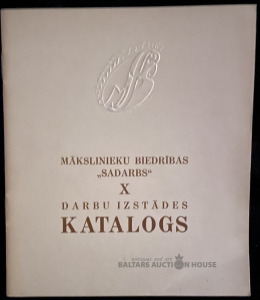 MĀKSLINIEKU BIEDRĪBAS
„SADARBS“
X
DARBU IZSTĀDES
KATALOGS
BALTARS AUCTION HOUSE